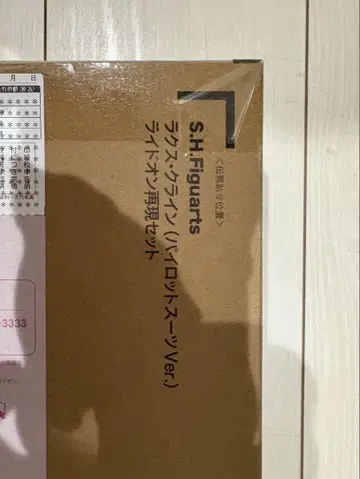 <伝票貼り位置>
S.H.Figuarts
ラクス・クライン(パイロットスーツVer.)
ライドオン再現セット
月 日
-3333